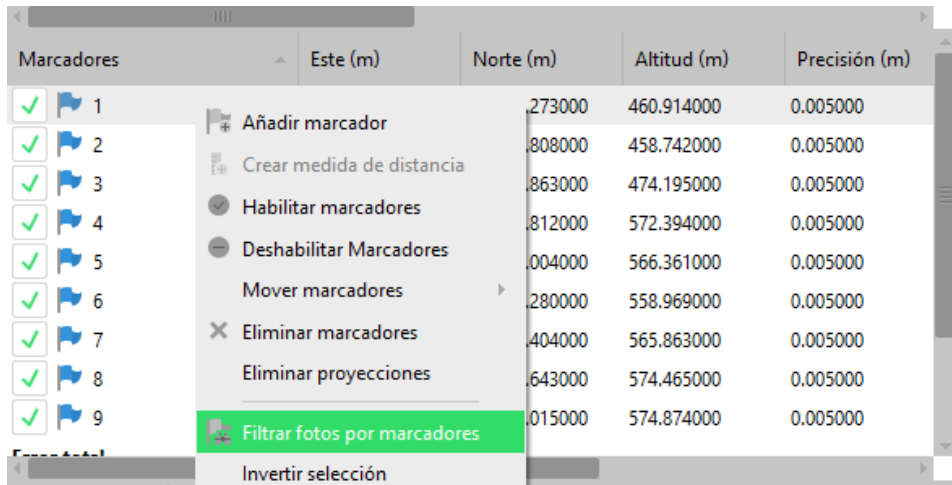 Marcadores Este (m) Norte (m) Altitud (m) Precisión (m)
1 .273000 460.914000 0.005000
Añadir marcador
2 .808000 458.742000 0.005000
Crear medida de distancia
3 .863000 474.195000 0.005000
Habilitar marcadores
4 .812000 572.394000 0.005000
Deshabilitar Marcadores
5 .004000 566.361000 0.005000
Mover marcadores
6 .280000 558.969000 0.005000
Eliminar marcadores
7 .404000 565.863000 0.005000
Eliminar proyecciones
8 .643000 574.465000 0.005000
9 .015000 574.874000 0.005000
Filtrar fotos por marcadores
Error total
Invertir selección